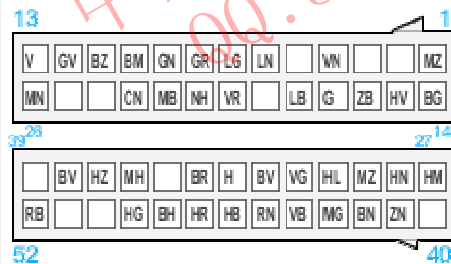 13 1
V GV BZ BM GN GR LG LN WN MZ
MN CN MB NH VR LB G ZB HV BG
26 14
39 27
BV HZ MH BR H BV VG HL MZ HN HM
RB HG BH HR HB RN VB MG BN ZN
52 40
QQ.